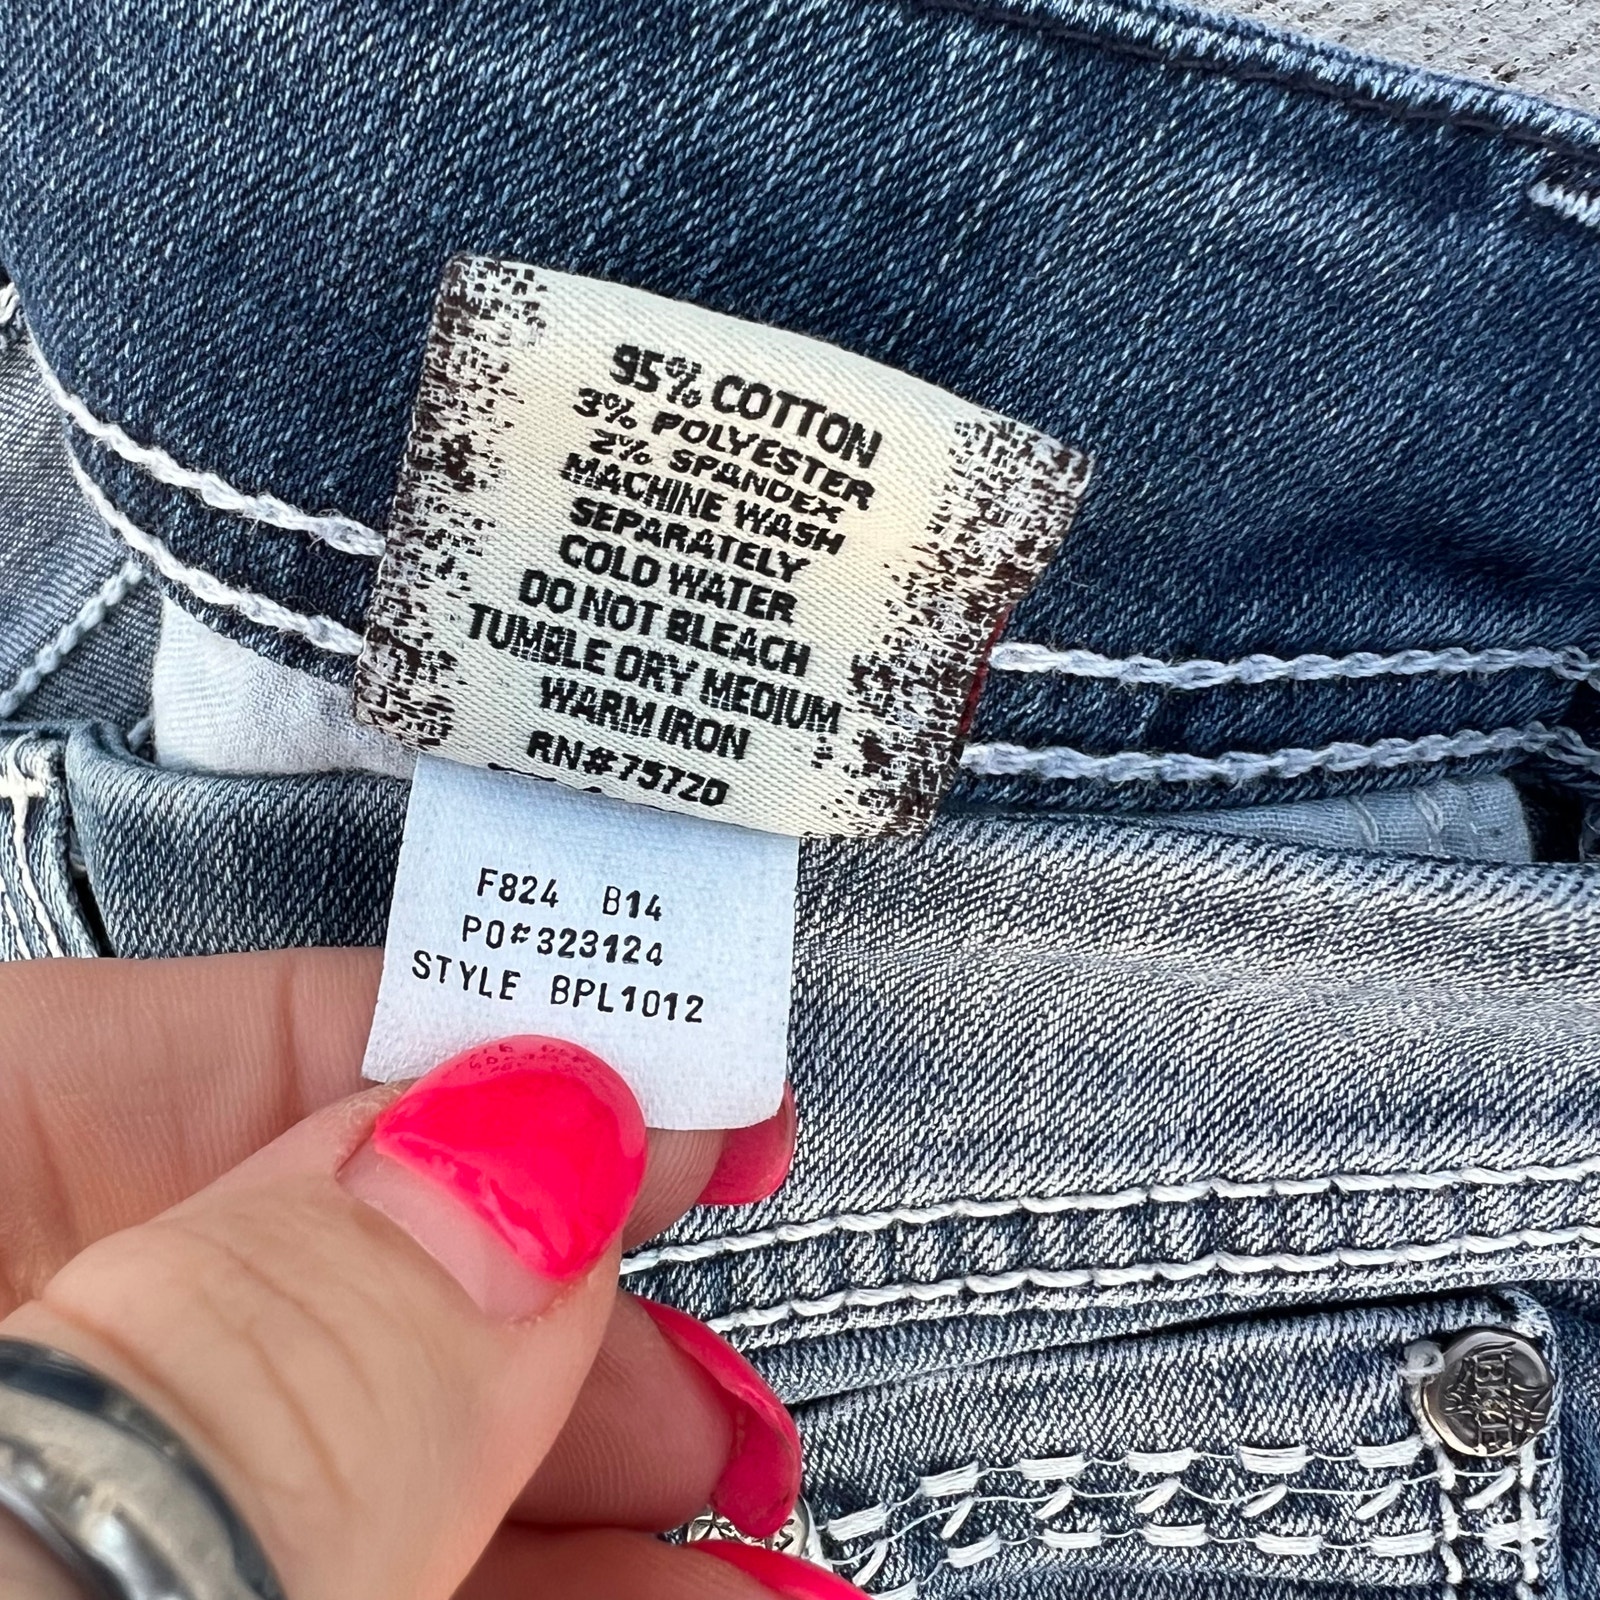 95% COTTON
3% POLYESTER
2% SPANDEX
MACHINE WASH
SEPARATELY
COLD WATER
DO NOT BLEACH
TUMBLE DRY MEDIUM
WARM IRON
RN#75720
F824 B14
PO#323124
STYLE BPL1012